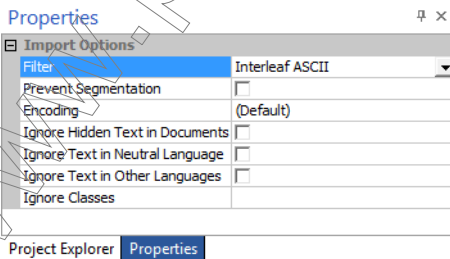 Properties
Import Options
Filter Interleaf ASCII
Prevent Segmentation
Encoding (Default)
Ignore Hidden Text in Documents
Ignore Text in Neutral Language
Ignore Text in Other Languages
Ignore Classes
Project Explorer Properties